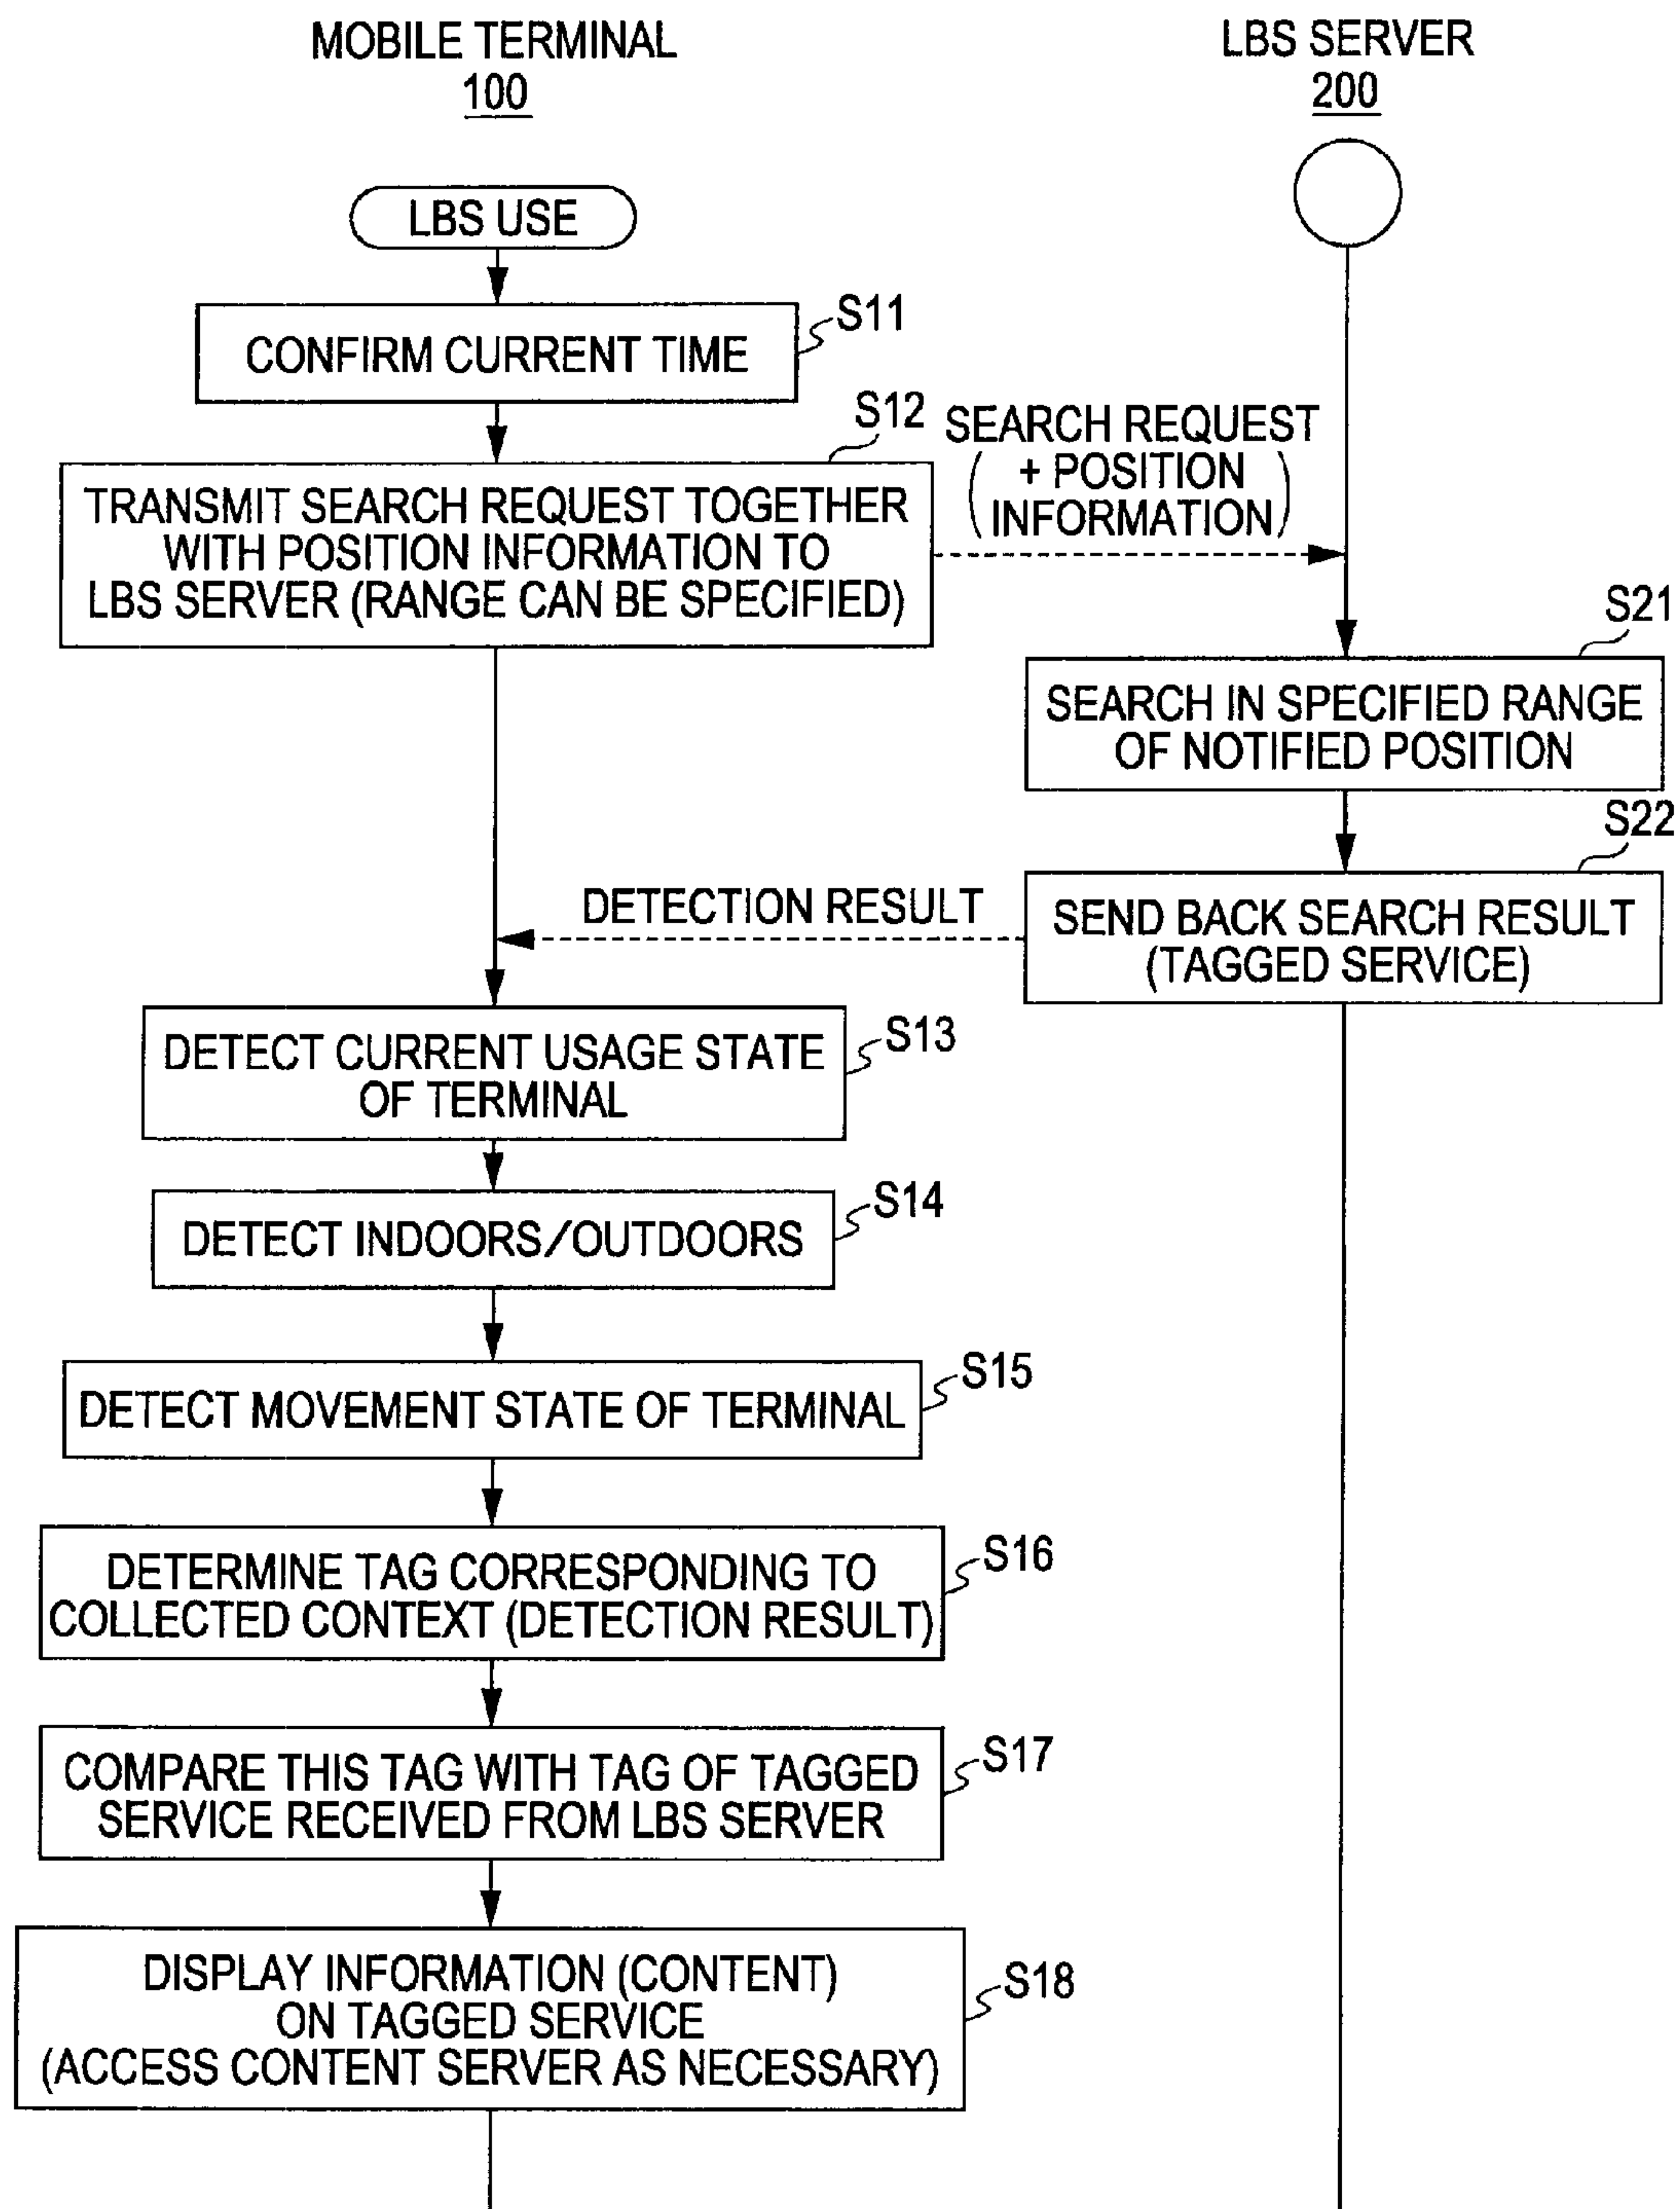 MOBILE TERMINAL
100
LBS SERVER
200
LBS USE
S11
CONFIRM CURRENT TIME
S12
TRANSMIT SEARCH REQUEST TOGETHER
WITH POSITION INFORMATION TO
LBS SERVER (RANGE CAN BE SPECIFIED)
SEARCH REQUEST
( + POSITION
INFORMATION )
S21
SEARCH IN SPECIFIED RANGE
OF NOTIFIED POSITION
S22
SEND BACK SEARCH RESULT
(TAGGED SERVICE)
DETECTION RESULT
S13
DETECT CURRENT USAGE STATE
OF TERMINAL
S14
DETECT INDOORS/OUTDOORS
S15
DETECT MOVEMENT STATE OF TERMINAL
S16
DETERMINE TAG CORRESPONDING TO
COLLECTED CONTEXT (DETECTION RESULT)
S17
COMPARE THIS TAG WITH TAG OF TAGGED
SERVICE RECEIVED FROM LBS SERVER
S18
DISPLAY INFORMATION (CONTENT)
ON TAGGED SERVICE
(ACCESS CONTENT SERVER AS NECESSARY)